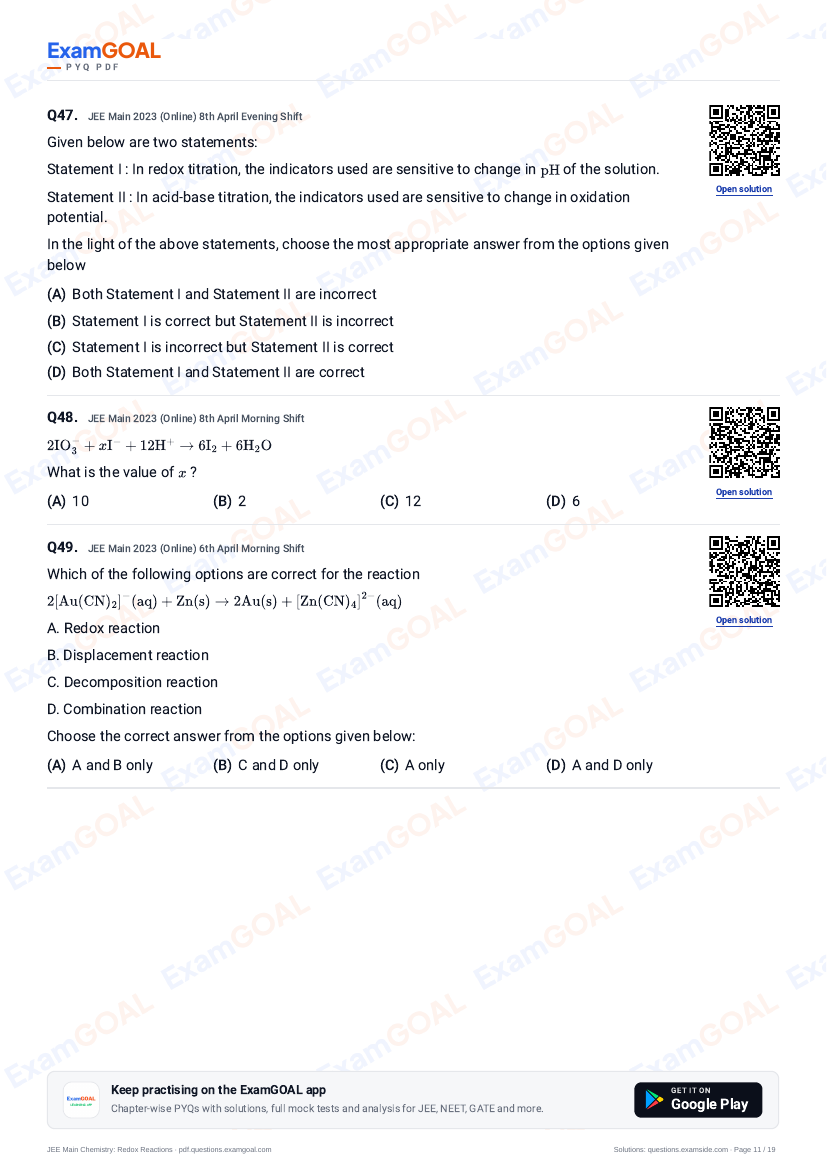 ExamGOAL
PYQ PDF
Q47. JEE Main 2023 (Online) 8th April Evening Shift
Given below are two statements:
Statement I : In redox titration, the indicators used are sensitive to change in pH of the solution.
Statement II : In acid-base titration, the indicators used are sensitive to change in oxidation
potential.
In the light of the above statements, choose the most appropriate answer from the options given
below
(A) Both Statement I and Statement II are incorrect
(B) Statement I is correct but Statement II is incorrect
(C) Statement I is incorrect but Statement II is correct
(D) Both Statement I and Statement II are correct
Open solution
Q48. JEE Main 2023 (Online) 8th April Morning Shift
2IO₃⁻ + xI⁻ + 12H⁺ → 6I₂ + 6H₂O
What is the value of x ?
(A) 10 (B) 2 (C) 12 (D) 6
Open solution
Q49. JEE Main 2023 (Online) 6th April Morning Shift
Which of the following options are correct for the reaction
2[Au(CN)₂]⁻(aq) + Zn(s) → 2Au(s) + [Zn(CN)₄]²⁻(aq)
A. Redox reaction
B. Displacement reaction
C. Decomposition reaction
D. Combination reaction
Choose the correct answer from the options given below:
(A) A and B only (B) C and D only (C) A only (D) A and D only
Open solution
ExamGOAL
Keep practising on the ExamGOAL app
Chapter-wise PYQs with solutions, full mock tests and analysis for JEE, NEET, GATE and more.
GET IT ON
Google Play
JEE Main Chemistry: Redox Reactions · pdf.questions.examgoal.com
Solutions: questions.examside.com · Page 11 / 19